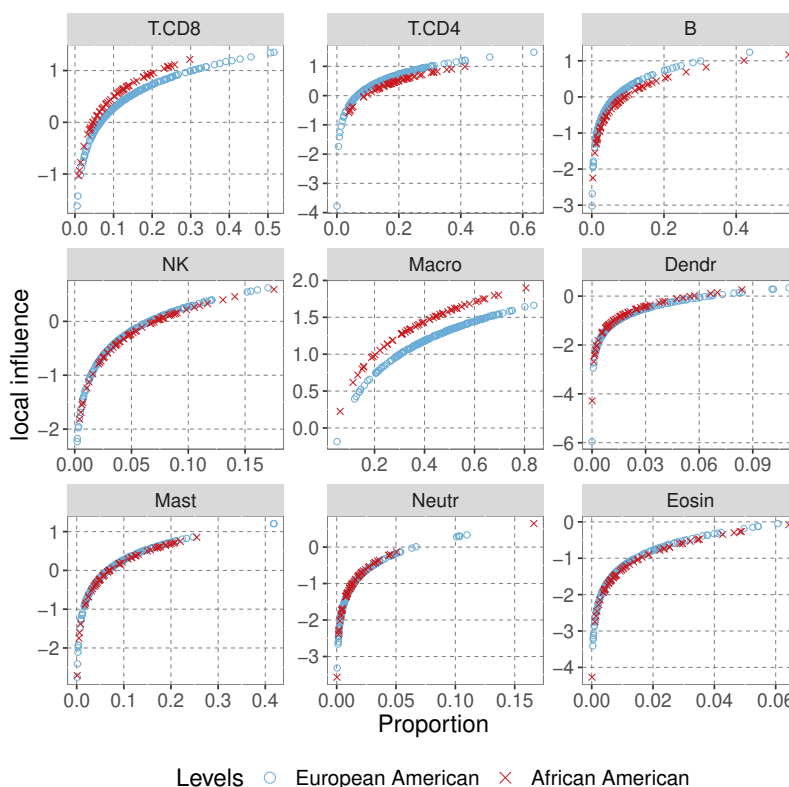 T.CD8 T.CD4 B
1 1 1
0 0 0
−1 −1 −1
−2 −2
−3 −3
−4
0.0 0.1 0.2 0.3 0.4 0.5 0.0 0.2 0.4 0.6 0.0 0.2 0.4
NK Macro Dendr
0 2.0 0
−1 1.5 −2
−2 1.0 −4
0.5 −6
0.0
0.00 0.05 0.10 0.15 0.2 0.4 0.6 0.8 0.00 0.03 0.06 0.09
Mast Neutr Eosin
1 0 0
0 −1 −1
−1 −2 −2
−2 −3 −3
−4
0.0 0.1 0.2 0.3 0.4 0.00 0.05 0.10 0.15 0.00 0.02 0.04 0.06
local influence
Proportion
Levels European American African American